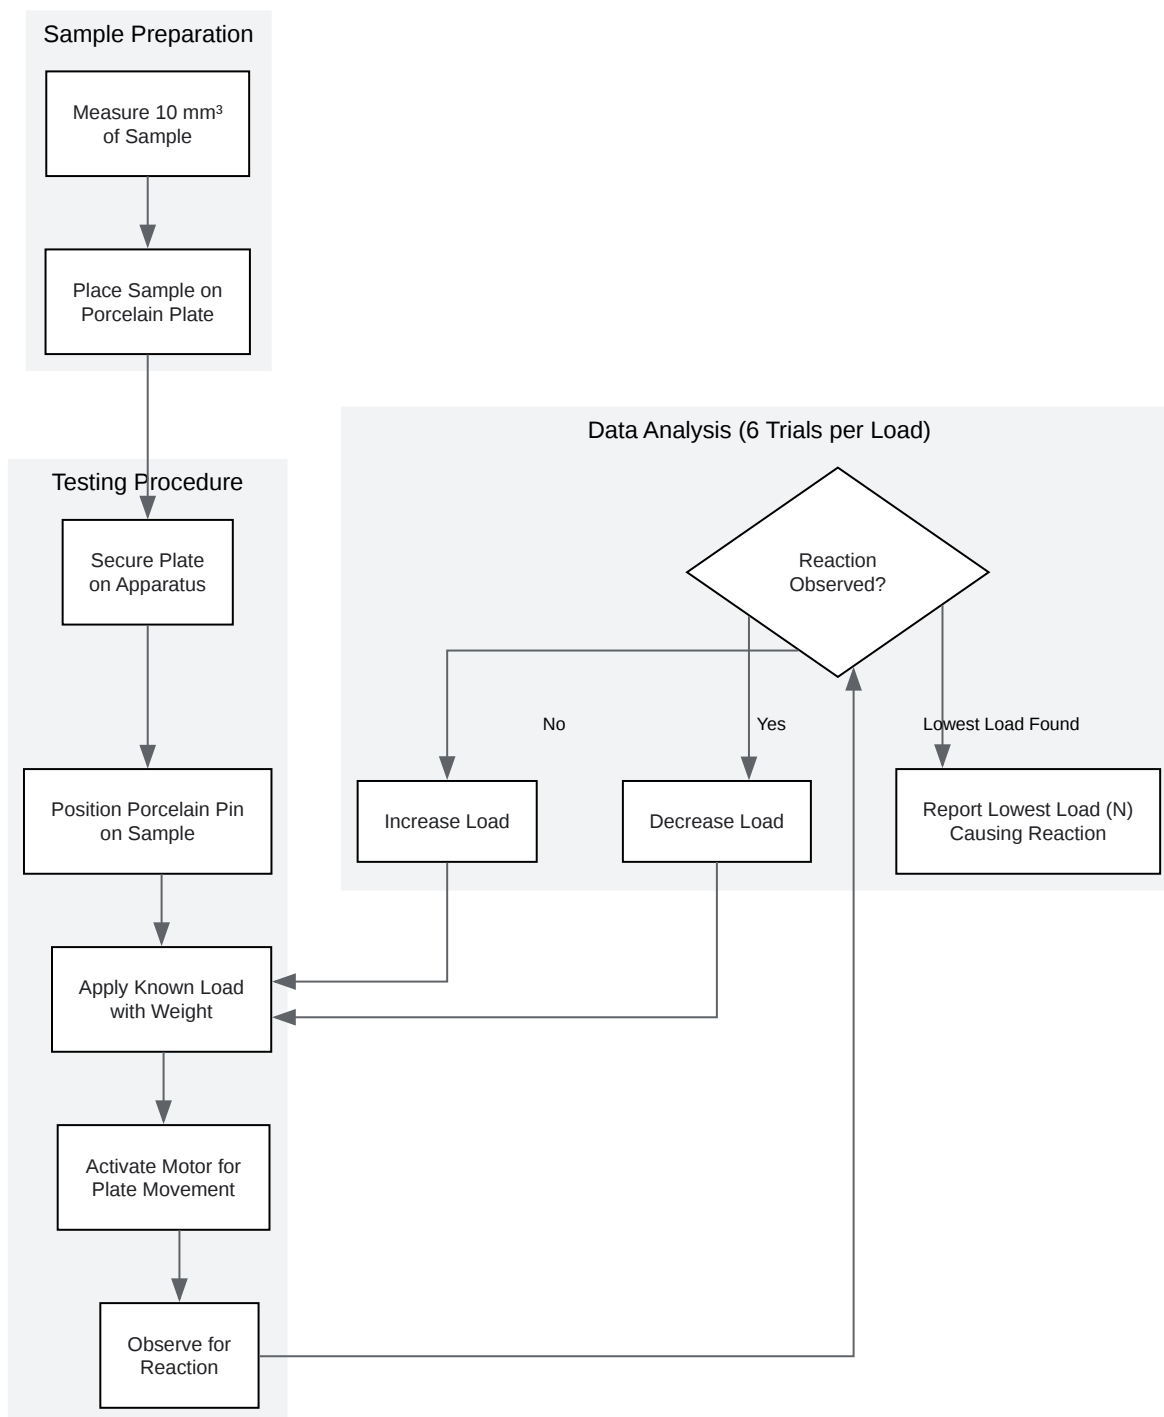 Sample Preparation
Measure 10 mm³
of Sample
Place Sample on
Porcelain Plate
Testing Procedure
Secure Plate
on Apparatus
Position Porcelain Pin
on Sample
Apply Known Load
with Weight
Activate Motor for
Plate Movement
Observe for
Reaction
Data Analysis (6 Trials per Load)
Reaction
Observed?
No
Yes
Lowest Load Found
Increase Load
Decrease Load
Report Lowest Load (N)
Causing Reaction